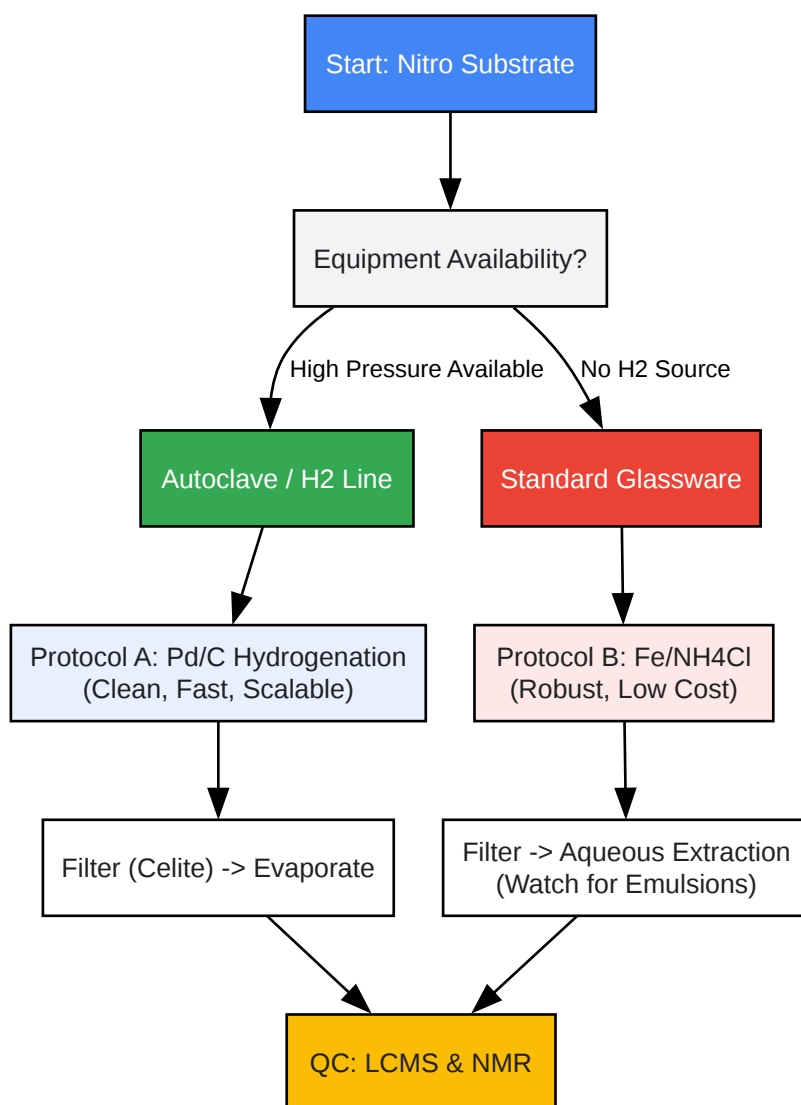 Start: Nitro Substrate
Equipment Availability?
High Pressure Available
No H2 Source
Autoclave / H2 Line
Standard Glassware
Protocol A: Pd/C Hydrogenation
(Clean, Fast, Scalable)
Protocol B: Fe/NH4Cl
(Robust, Low Cost)
Filter (Celite) -> Evaporate
Filter -> Aqueous Extraction
(Watch for Emulsions)
QC: LCMS & NMR